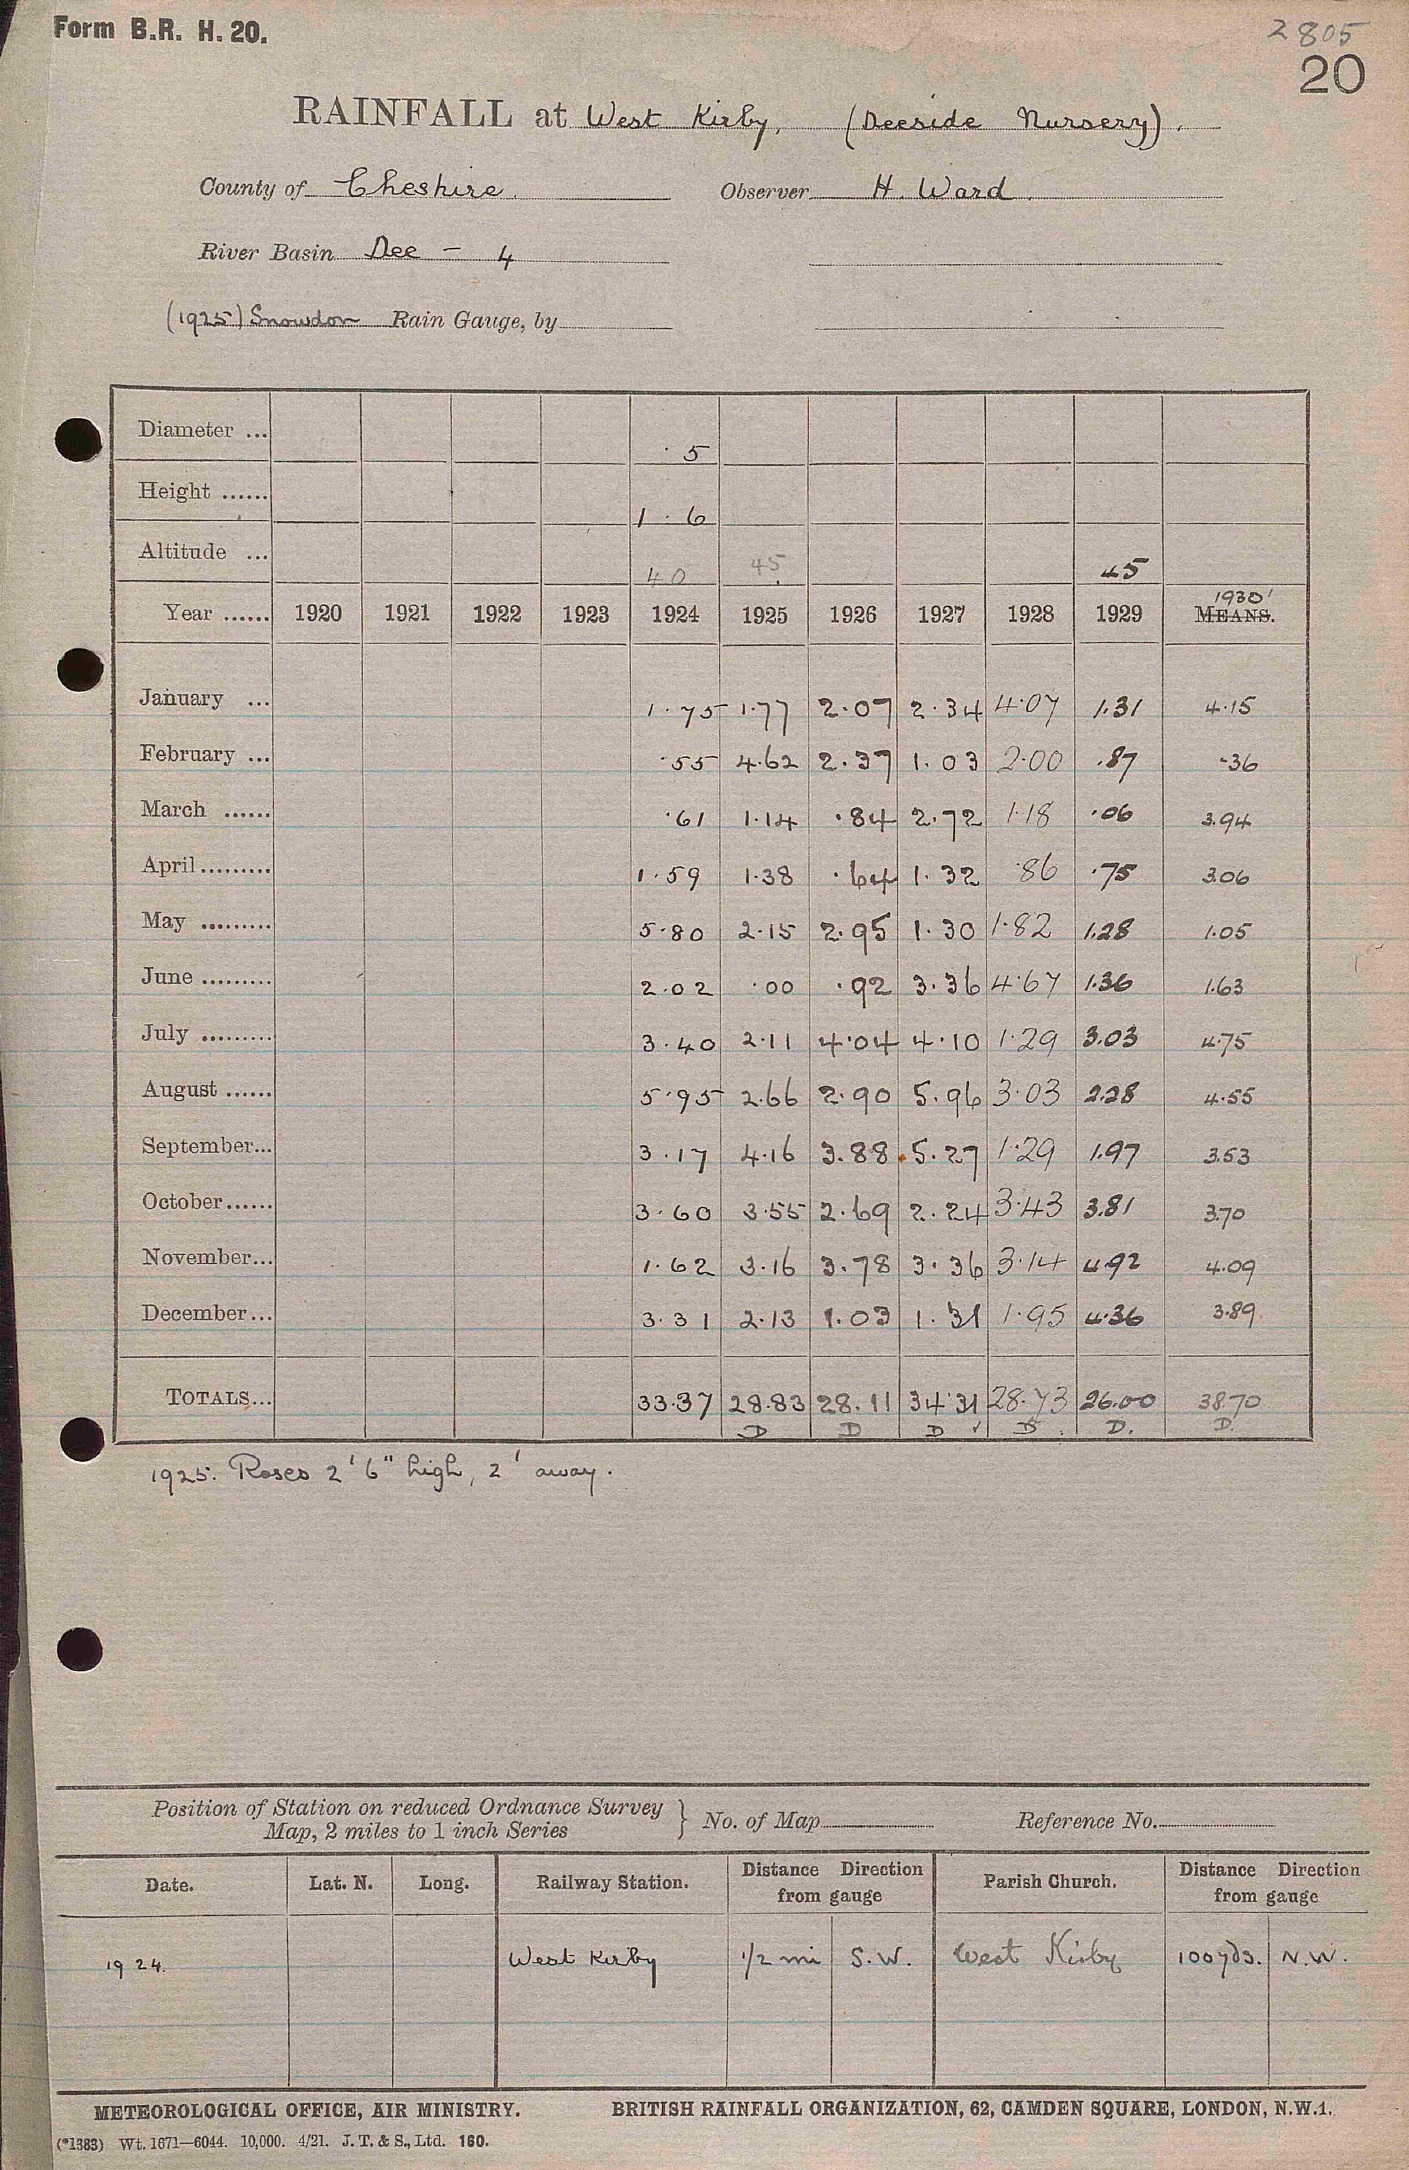 Form B.R. H. 20.
2805
20
RAINFALL at West Kirby, (Deeside Nursery).
County of Cheshire. Observer H. Ward.
River Basin Dee - 4
(1925) Snowdon Rain Gauge, by
Diameter ... 5
Height ...... 1 . 6
Altitude ... 40 45 45
1930
Year ...... 1920 1921 1922 1923 1924 1925 1926 1927 1928 1929 MEANS.
January ... 1.75 1.77 2.07 2.34 4.07 1.31 4.15
February ... .55 4.62 2.37 1.03 2.00 .87 .36
March ...... .61 1.14 .84 2.72 1.18 .06 3.94
April ......... 1.59 1.38 .64 1.32 .86 .75 3.06
May ......... 5.80 2.15 2.95 1.30 1.82 1.28 1.05
June ......... 2.02 .00 .92 3.36 4.67 1.36 1.63
July ......... 3.40 2.11 4.04 4.10 1.29 3.03 4.75
August ...... 5.95 2.66 2.90 5.96 3.03 2.28 4.55
September... 3.17 4.16 3.88 5.27 1.29 1.97 3.53
October ...... 3.60 3.55 2.69 2.24 3.43 3.81 3.70
November... 1.62 3.16 3.78 3.36 3.14 4.92 4.09
December... 3.31 2.13 1.03 1.31 1.95 4.36 3.89
TOTALS... 33.37 28.83 28.11 34.31 28.73 26.00 38.70
D D D ✓ D D. D.
1925. Roses 2' 6" high, 2' away.
Position of Station on reduced Ordnance Survey
Map, 2 miles to 1 inch Series } No. of Map Reference No.
Date. Lat. N. Long. Railway Station. Distance Direction from gauge Parish Church. Distance Direction from gauge
1924. West Kirby 1/2 mi S.W. West Kirby 100 yds. N.W.
METEOROLOGICAL OFFICE, AIR MINISTRY. BRITISH RAINFALL ORGANIZATION, 62, CAMDEN SQUARE, LONDON, N.W.1.
(*1383) Wt. 1671—6044. 10,000. 4/21. J. T. & S., Ltd. 160.